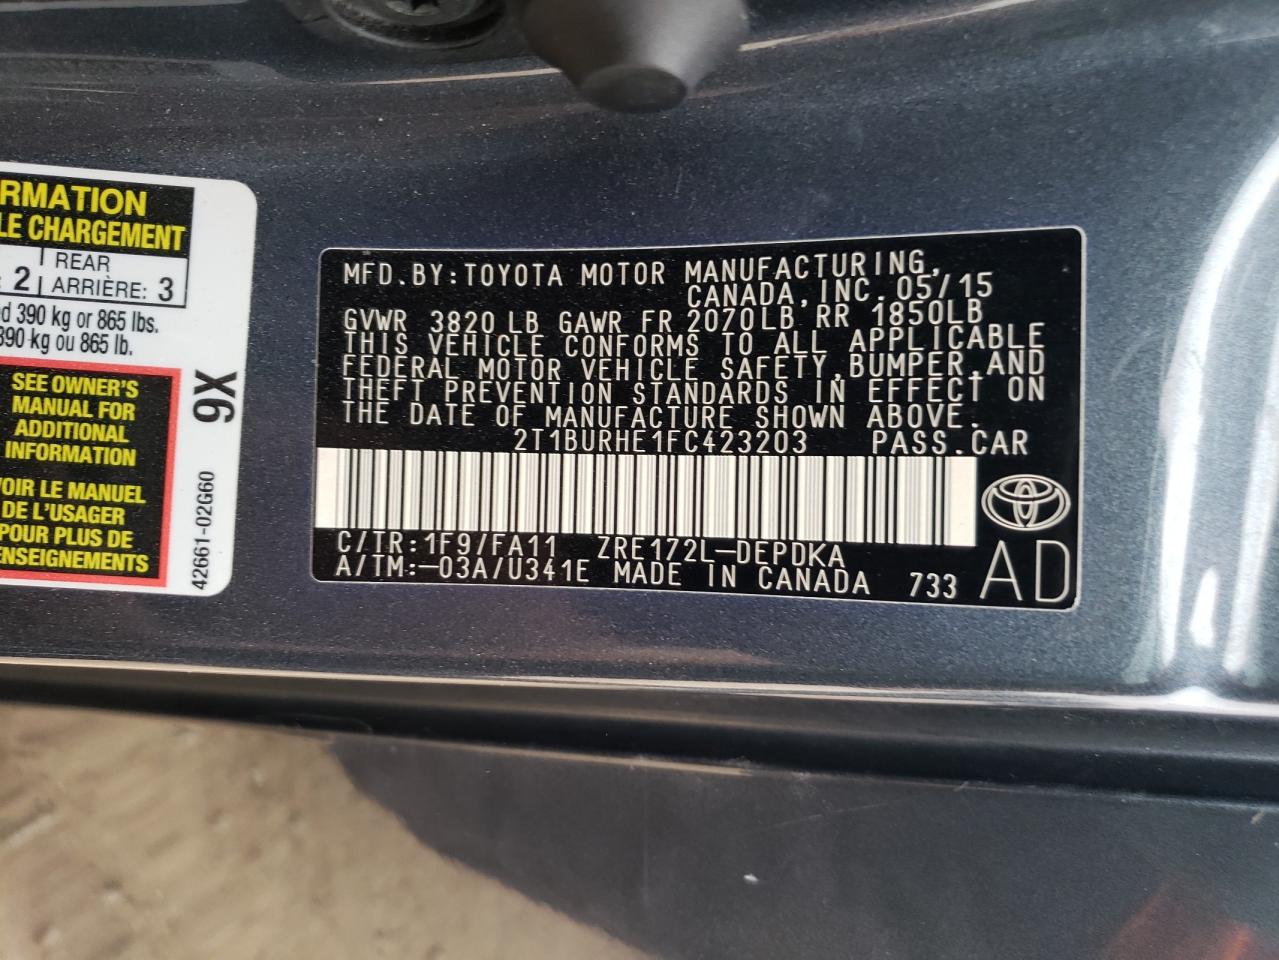 RMATION
LE CHARGEMENT
2 REAR ARRIÈRE: 3
390 kg or 865 lbs.
390 kg ou 865 lb.
SEE OWNER'S
MANUAL FOR
ADDITIONAL
INFORMATION
OIR LE MANUEL
DE L'USAGER
POUR PLUS DE
ENSEIGNEMENTS
9X
42661-02G60
MFD.BY:TOYOTA MOTOR MANUFACTURING,
CANADA,INC. 05/15
GVWR 3820 LB GAWR FR 2070LB RR 1850LB
THIS VEHICLE CONFORMS TO ALL APPLICABLE
FEDERAL MOTOR VEHICLE SAFETY,BUMPER,AND
THEFT PREVENTION STANDARDS IN EFFECT ON
THE DATE OF MANUFACTURE SHOWN ABOVE.
2T1BURHE1FC423203 PASS.CAR
C/TR:1F9/FA11 ZRE172L-DEPDKA
A/TM:-03A/U341E MADE IN CANADA 733
AD